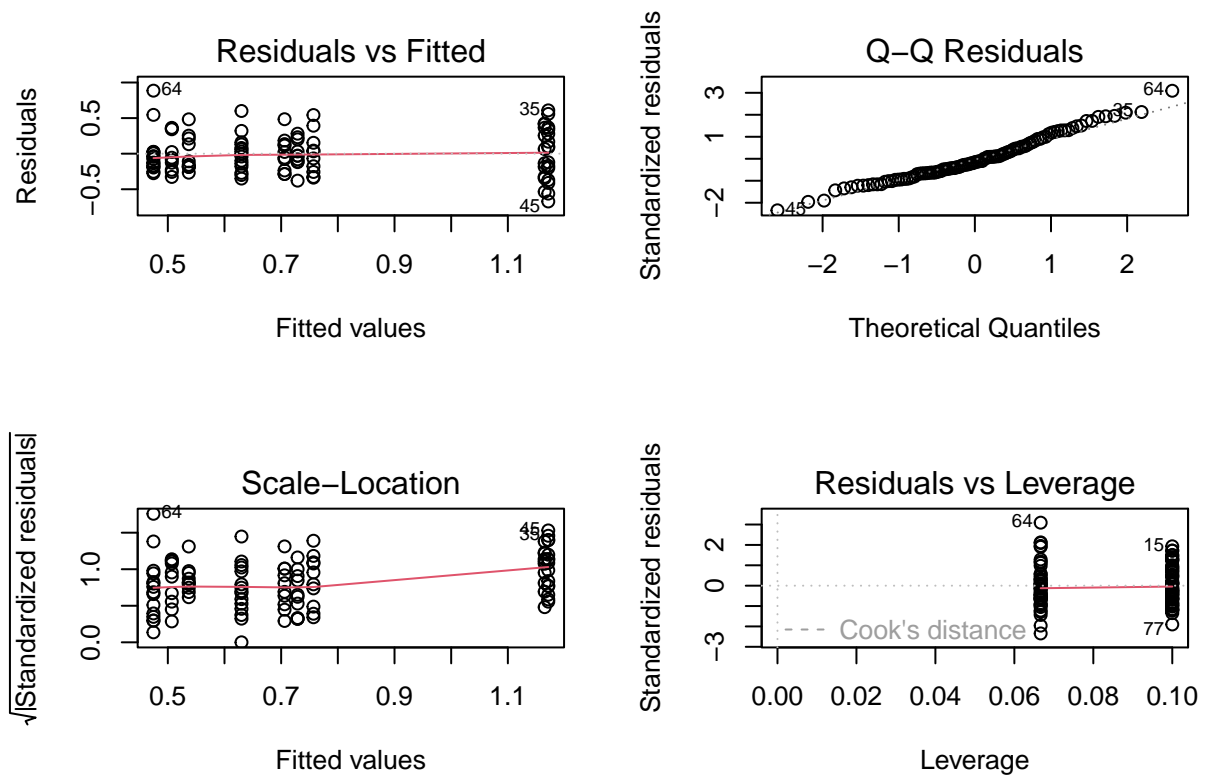 Residuals vs Fitted
Residuals
0.5
−0.5
64
35
45
0.5 0.7 0.9 1.1
Fitted values
Q−Q Residuals
Standardized residuals
3
1
−2
64
35
45
−2 −1 0 1 2
Theoretical Quantiles
Scale−Location
√|Standardized residuals|
1.0
0.0
64
45
35
0.5 0.7 0.9 1.1
Fitted values
Residuals vs Leverage
Standardized residuals
2
0
−3
64
15
77
Cook's distance
0.00 0.02 0.04 0.06 0.08 0.10
Leverage